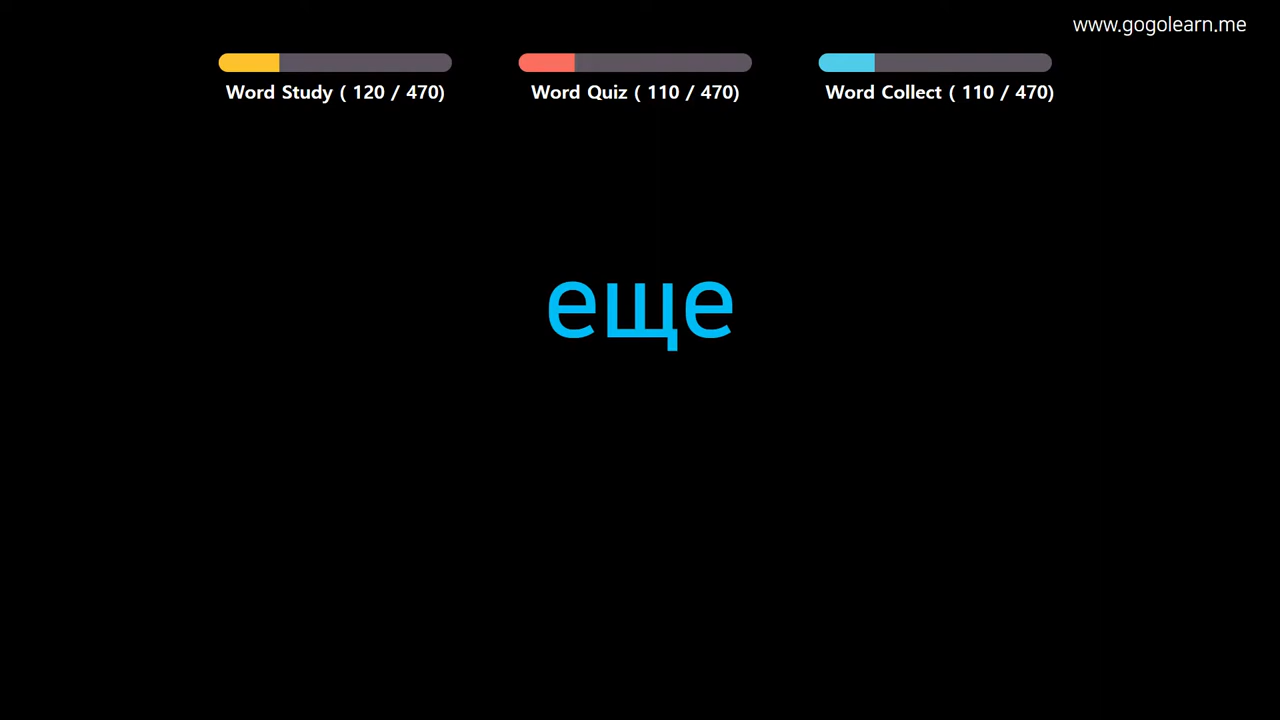 www.gogolearn.me
Word Study ( 120 / 470)
Word Quiz ( 110 / 470)
Word Collect ( 110 / 470)
еще